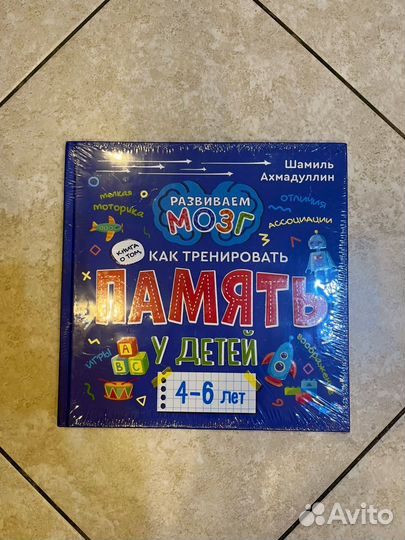 Шамиль
Ахмадуллин
РАЗВИВАЕМ
МОЗГ
мелкая
моторика
отличия
ассоциации
книга
о том
КАК ТРЕНИРОВАТЬ
ПАМЯТЬ
У ДЕТЕЙ
игры
A
B C
воображение
4–6 лет
Avito